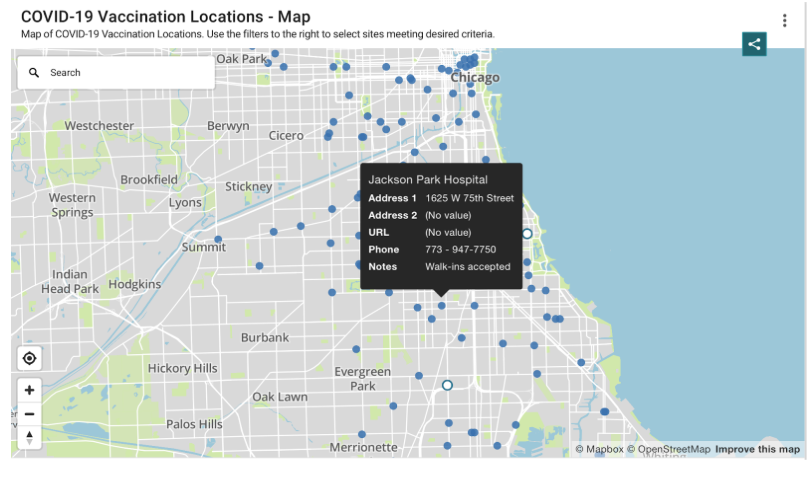 COVID-19 Vaccination Locations - Map
Map of COVID-19 Vaccination Locations. Use the filters to the right to select sites meeting desired criteria.
Search
Oak Park
Chicago
Westchester
Berwyn
Cicero
Brookfield
Stickney
Western
Springs
Lyons
Summit
Jackson Park Hospital
Address 1 1625 W 75th Street
Address 2 (No value)
URL (No value)
Phone 773 - 947-7750
Notes Walk-ins accepted
Indian
Head Park
Hodgkins
Burbank
Hickory Hills
Evergreen
Park
Oak Lawn
Palos Hills
Merrionette
© Mapbox © OpenStreetMap Improve this map